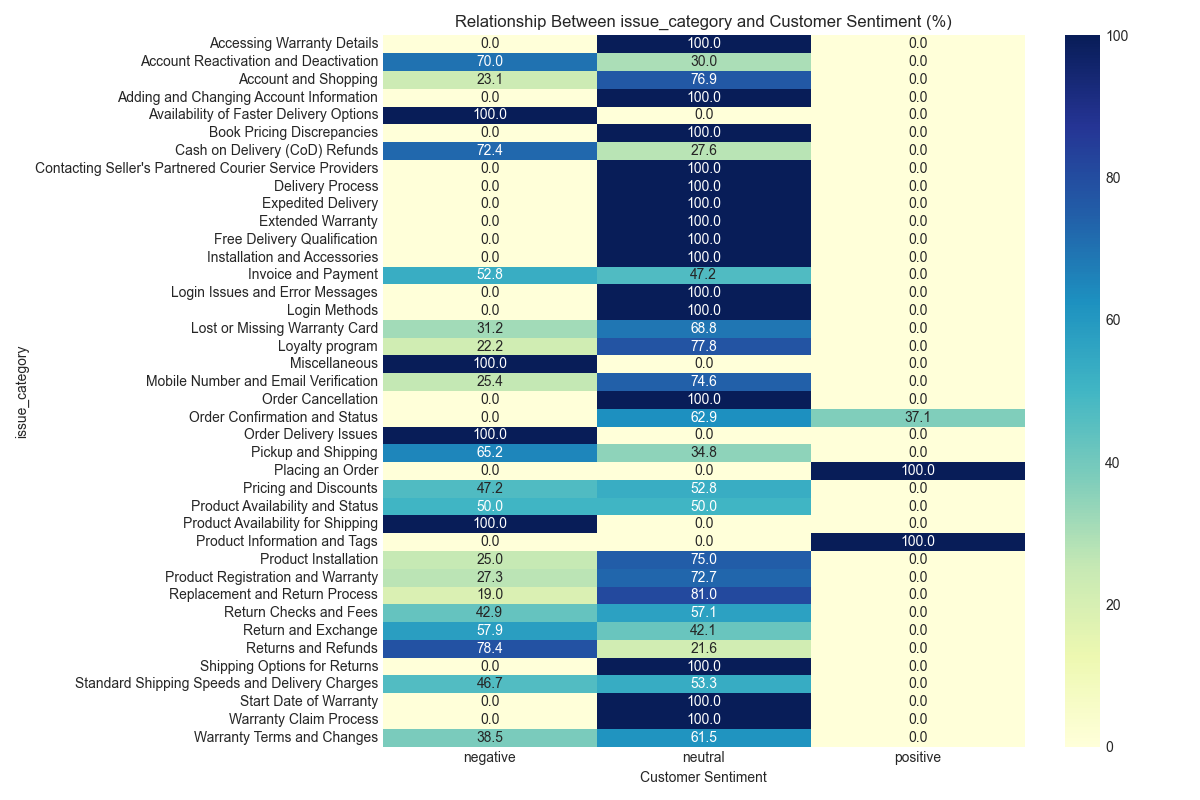 Relationship Between issue_category and Customer Sentiment (%)
Accessing Warranty Details 0.0 100.0 0.0
Account Reactivation and Deactivation 70.0 30.0 0.0
Account and Shopping 23.1 76.9 0.0
Adding and Changing Account Information 0.0 100.0 0.0
Availability of Faster Delivery Options 100.0 0.0 0.0
Book Pricing Discrepancies 0.0 100.0 0.0
Cash on Delivery (CoD) Refunds 72.4 27.6 0.0
Contacting Seller's Partnered Courier Service Providers 0.0 100.0 0.0
Delivery Process 0.0 100.0 0.0
Expedited Delivery 0.0 100.0 0.0
Extended Warranty 0.0 100.0 0.0
Free Delivery Qualification 0.0 100.0 0.0
Installation and Accessories 0.0 100.0 0.0
Invoice and Payment 52.8 47.2 0.0
Login Issues and Error Messages 0.0 100.0 0.0
Login Methods 0.0 100.0 0.0
Lost or Missing Warranty Card 31.2 68.8 0.0
Loyalty program 22.2 77.8 0.0
Miscellaneous 100.0 0.0 0.0
Mobile Number and Email Verification 25.4 74.6 0.0
Order Cancellation 0.0 100.0 0.0
Order Confirmation and Status 0.0 62.9 37.1
Order Delivery Issues 100.0 0.0 0.0
Pickup and Shipping 65.2 34.8 0.0
Placing an Order 0.0 0.0 100.0
Pricing and Discounts 47.2 52.8 0.0
Product Availability and Status 50.0 50.0 0.0
Product Availability for Shipping 100.0 0.0 0.0
Product Information and Tags 0.0 0.0 100.0
Product Installation 25.0 75.0 0.0
Product Registration and Warranty 27.3 72.7 0.0
Replacement and Return Process 19.0 81.0 0.0
Return Checks and Fees 42.9 57.1 0.0
Return and Exchange 57.9 42.1 0.0
Returns and Refunds 78.4 21.6 0.0
Shipping Options for Returns 0.0 100.0 0.0
Standard Shipping Speeds and Delivery Charges 46.7 53.3 0.0
Start Date of Warranty 0.0 100.0 0.0
Warranty Claim Process 0.0 100.0 0.0
Warranty Terms and Changes 38.5 61.5 0.0
negative neutral positive
Customer Sentiment
issue_category
100
80
60
40
20
0